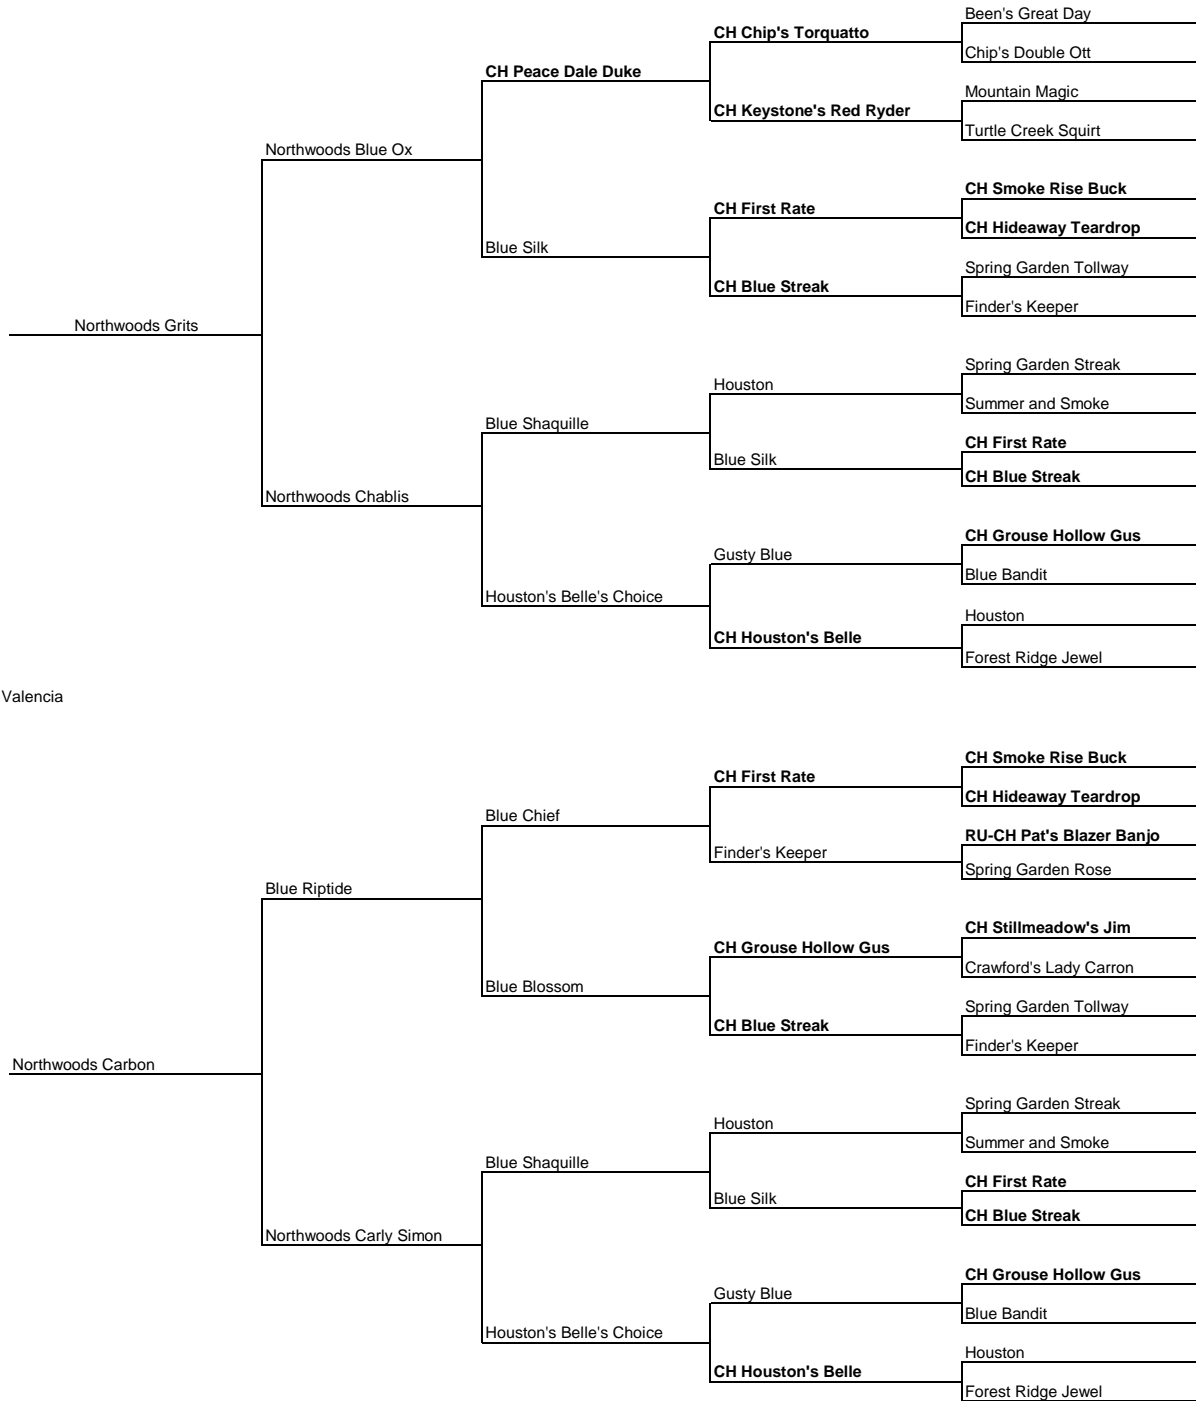 Been's Great Day
CH Chip's Torquatto
Chip's Double Ott
CH Peace Dale Duke
Mountain Magic
CH Keystone's Red Ryder
Turtle Creek Squirt
Northwoods Blue Ox
CH Smoke Rise Buck
CH First Rate
CH Hideaway Teardrop
Blue Silk
Spring Garden Tollway
CH Blue Streak
Finder's Keeper
Northwoods Grits
Spring Garden Streak
Houston
Summer and Smoke
Blue Shaquille
CH First Rate
Blue Silk
CH Blue Streak
Northwoods Chablis
CH Grouse Hollow Gus
Gusty Blue
Blue Bandit
Houston's Belle's Choice
Houston
CH Houston's Belle
Forest Ridge Jewel
Valencia
CH Smoke Rise Buck
CH First Rate
CH Hideaway Teardrop
Blue Chief
RU-CH Pat's Blazer Banjo
Finder's Keeper
Spring Garden Rose
Blue Riptide
CH Stillmeadow's Jim
CH Grouse Hollow Gus
Crawford's Lady Carron
Blue Blossom
Spring Garden Tollway
CH Blue Streak
Finder's Keeper
Northwoods Carbon
Spring Garden Streak
Houston
Summer and Smoke
Blue Shaquille
CH First Rate
Blue Silk
CH Blue Streak
Northwoods Carly Simon
CH Grouse Hollow Gus
Gusty Blue
Blue Bandit
Houston's Belle's Choice
Houston
CH Houston's Belle
Forest Ridge Jewel